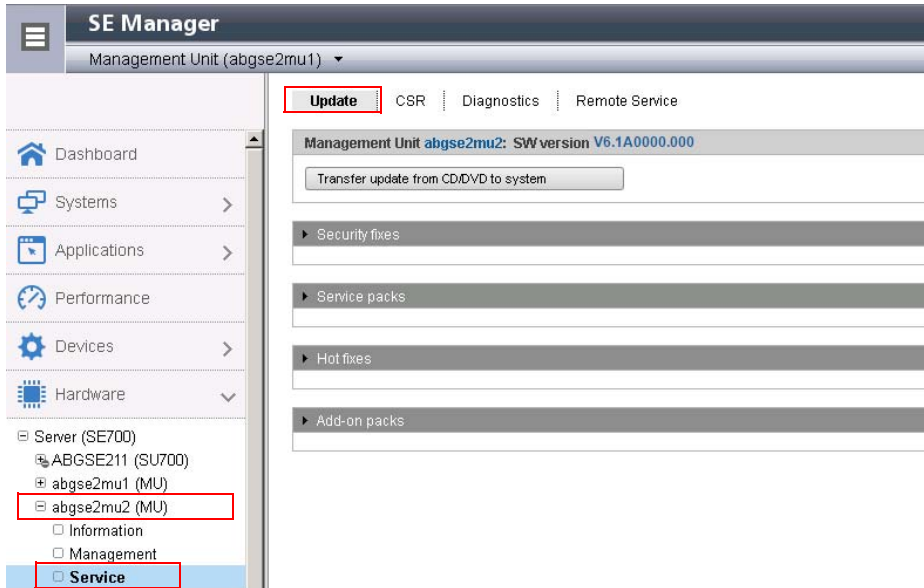 SE Manager
Management Unit (abgse2mu1)
Update CSR Diagnostics Remote Service
Management Unit abgse2mu2: SW version V6.1A0000.000
Transfer update from CD/DVD to system
Security fixes
Service packs
Hot fixes
Add-on packs
Dashboard
Systems
Applications
Performance
Devices
Hardware
Server (SE700)
ABGSE211 (SU700)
abgse2mu1 (MU)
abgse2mu2 (MU)
Information
Management
Service